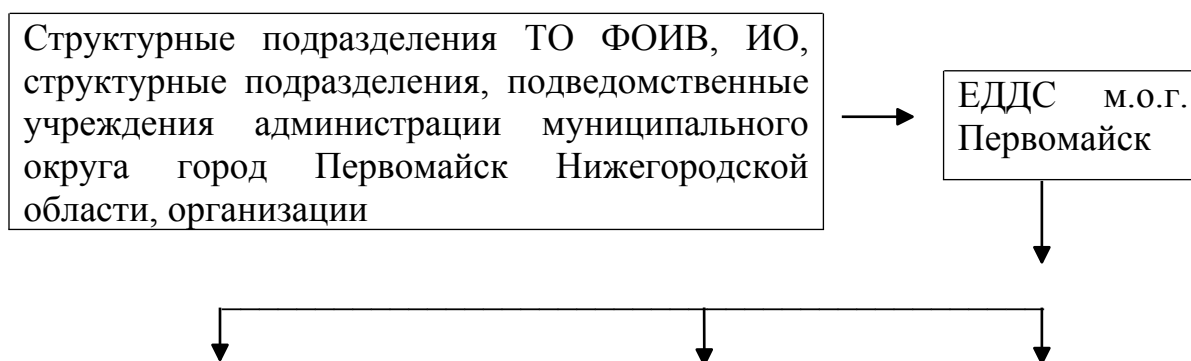 Структурные подразделения ТО ФОИВ, ИО,
структурные подразделения, подведомственные
учреждения администрации муниципального
округа город Первомайск Нижегородской
области, организации
ЕДДС м.о.г.
Первомайск